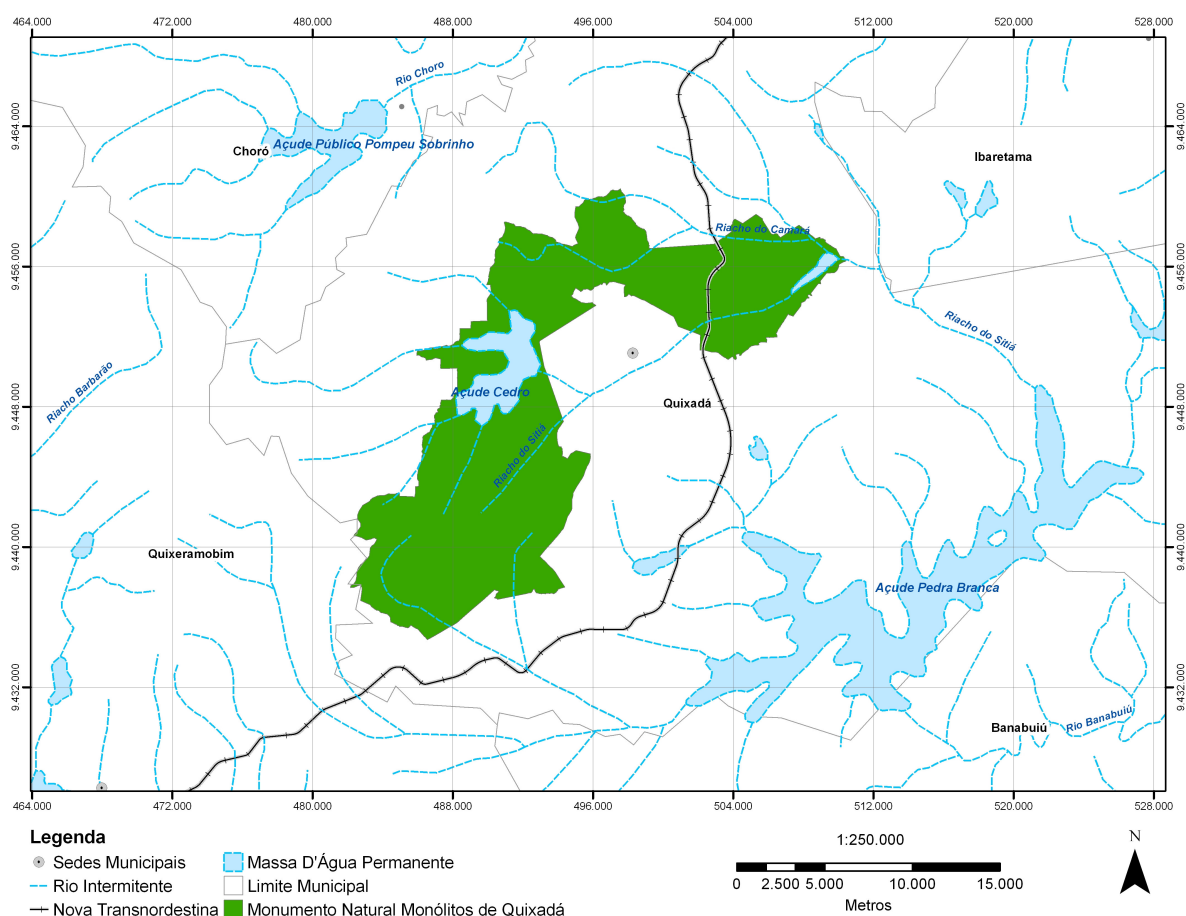 464.000 472.000 480.000 488.000 496.000 504.000 512.000 520.000 528.000
9.464.000 9.464.000
9.456.000 9.456.000
9.448.000 9.448.000
9.440.000 9.440.000
9.432.000 9.432.000
Rio Choro
Açude Público Pompeu Sobrinho
Choró
Ibaretama
Riacho do Camará
Riacho do Sitiá
Riacho Barbarão
Açude Cedro
Quixadá
Riacho do Sitiá
Quixeramobim
Açude Pedra Branca
Banabuiú
Rio Banabuiú
464.000 472.000 480.000 488.000 496.000 504.000 512.000 520.000 528.000
Legenda
Sedes Municipais
Rio Intermitente
Nova Transnordestina
Massa D'Água Permanente
Limite Municipal
Monumento Natural Monólitos de Quixadá
1:250.000
0 2.500 5.000 10.000 15.000
Metros
N